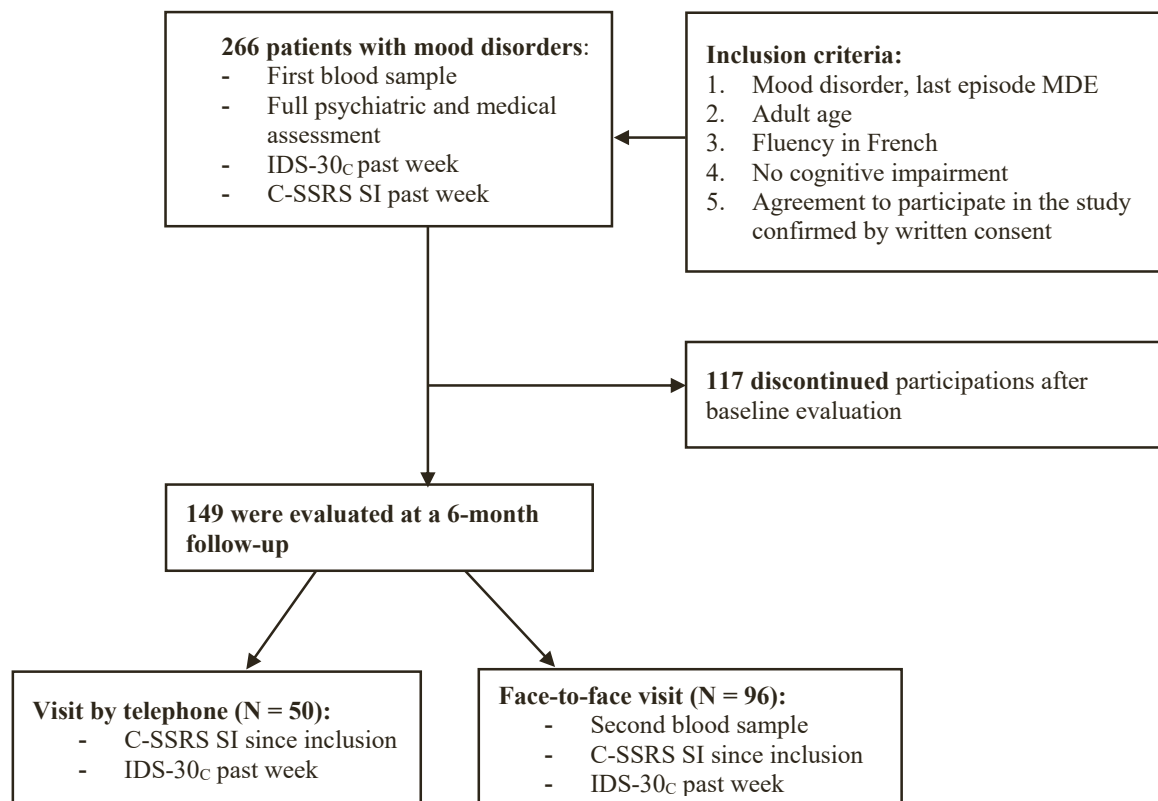 266 patients with mood disorders:
- First blood sample
- Full psychiatric and medical
assessment
- IDS-30C past week
- C-SSRS SI past week
Inclusion criteria:
1. Mood disorder, last episode MDE
2. Adult age
3. Fluency in French
4. No cognitive impairment
5. Agreement to participate in the study
confirmed by written consent
117 discontinued participations after
baseline evaluation
149 were evaluated at a 6-month
follow-up
Visit by telephone (N = 50):
- C-SSRS SI since inclusion
- IDS-30C past week
Face-to-face visit (N = 96):
- Second blood sample
- C-SSRS SI since inclusion
- IDS-30C past week